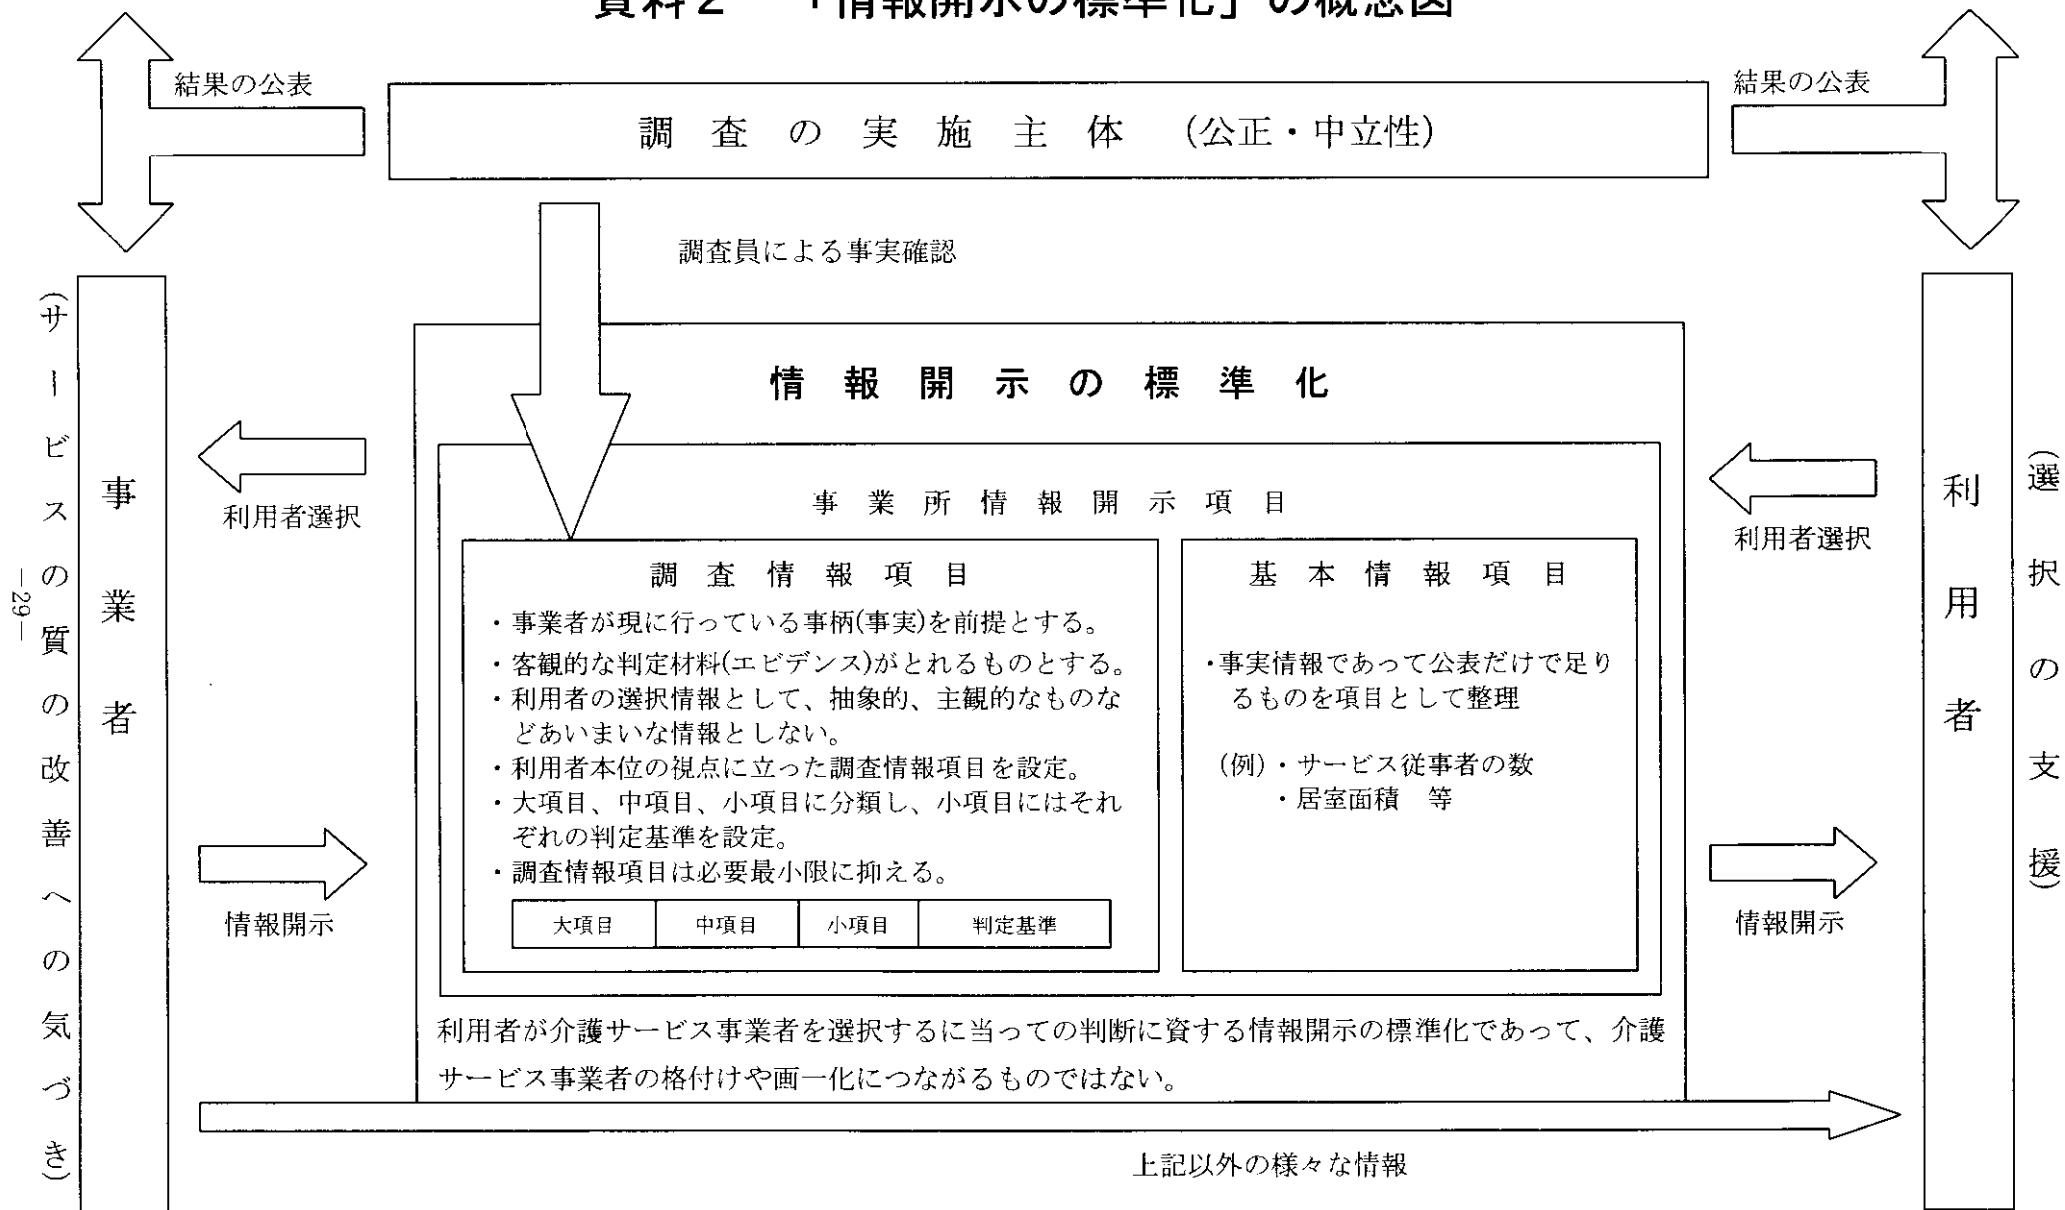 資料2 「情報開示の標準化」の概念図
結果の公表
結果の公表
調査の実施主体 (公正・中立性)
調査員による事実確認
(サービスの質の改善への気づき)
事業者
利用者
(選択の支援)
情報開示の標準化
利用者選択
利用者選択
事業所情報開示項目
調査情報項目
・事業者が現に行っている事柄(事実)を前提とする。
・客観的な判定材料(エビデンス)がとれるものとする。
・利用者の選択情報として、抽象的、主観的なものな
どあいまいな情報としない。
・利用者本位の視点に立った調査情報項目を設定。
・大項目、中項目、小項目に分類し、小項目にはそれ
ぞれの判定基準を設定。
・調査情報項目は必要最小限に抑える。
大項目 中項目 小項目 判定基準
基本情報項目
・事実情報であって公表だけで足り
るものを項目として整理
(例)・サービス従事者の数
・居室面積 等
情報開示
情報開示
利用者が介護サービス事業者を選択するに当っての判断に資する情報開示の標準化であって、介護
サービス事業者の格付けや画一化につながるものではない。
上記以外の様々な情報
－29－